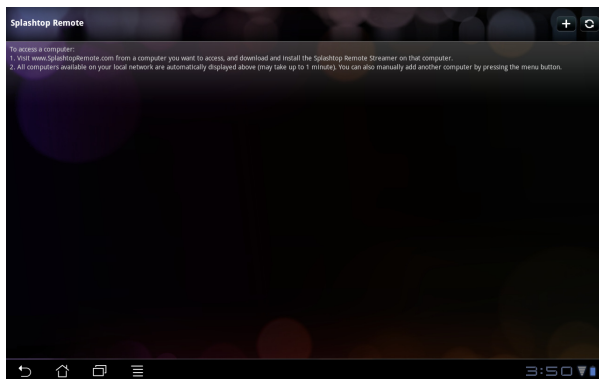 Splashtop Remote
To access a computer:
1. Visit www.SplashtopRemote.com from a computer you want to access, and download and install the Splashtop Remote Streamer on that computer.
2. All computers available on your local network are automatically displayed above (may take up to 1 minute). You can also manually add another computer by pressing the menu button.
3:50